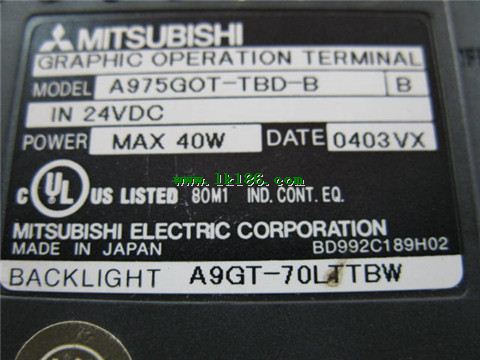 MITSUBISHI
GRAPHIC OPERATION TERMINAL
MODEL A975GOT-TBD-B B
IN 24VDC
POWER MAX 40W DATE 0403VX
www.lk186.com
C UL US LISTED 80M1 IND. CONT. EQ.
MITSUBISHI ELECTRIC CORPORATION
MADE IN JAPAN BD992C189H02
BACKLIGHT A9GT-70LTTBW